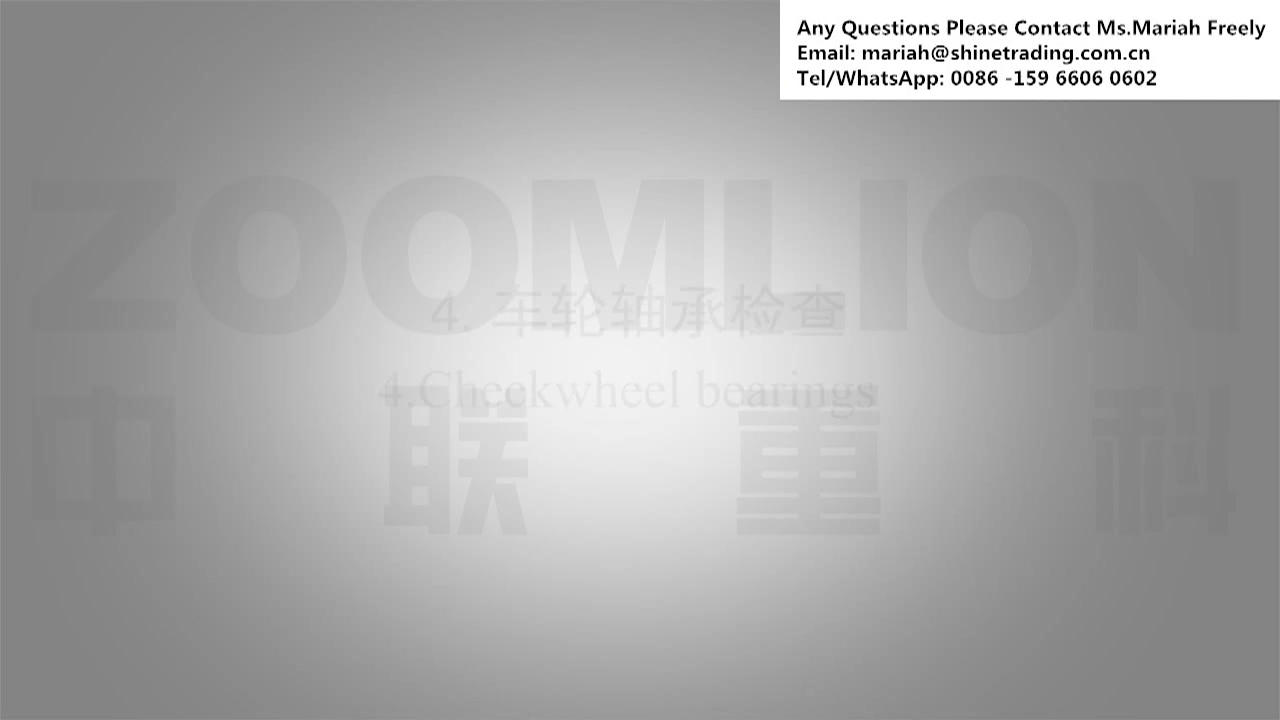 Any Questions Please Contact Ms.Mariah Freely
Email: mariah@shinetrading.com.cn
Tel/WhatsApp: 0086 -159 6606 0602
ZOOMLION
4. 车轮轴承检查
4.Checkwheel bearings
中联重科